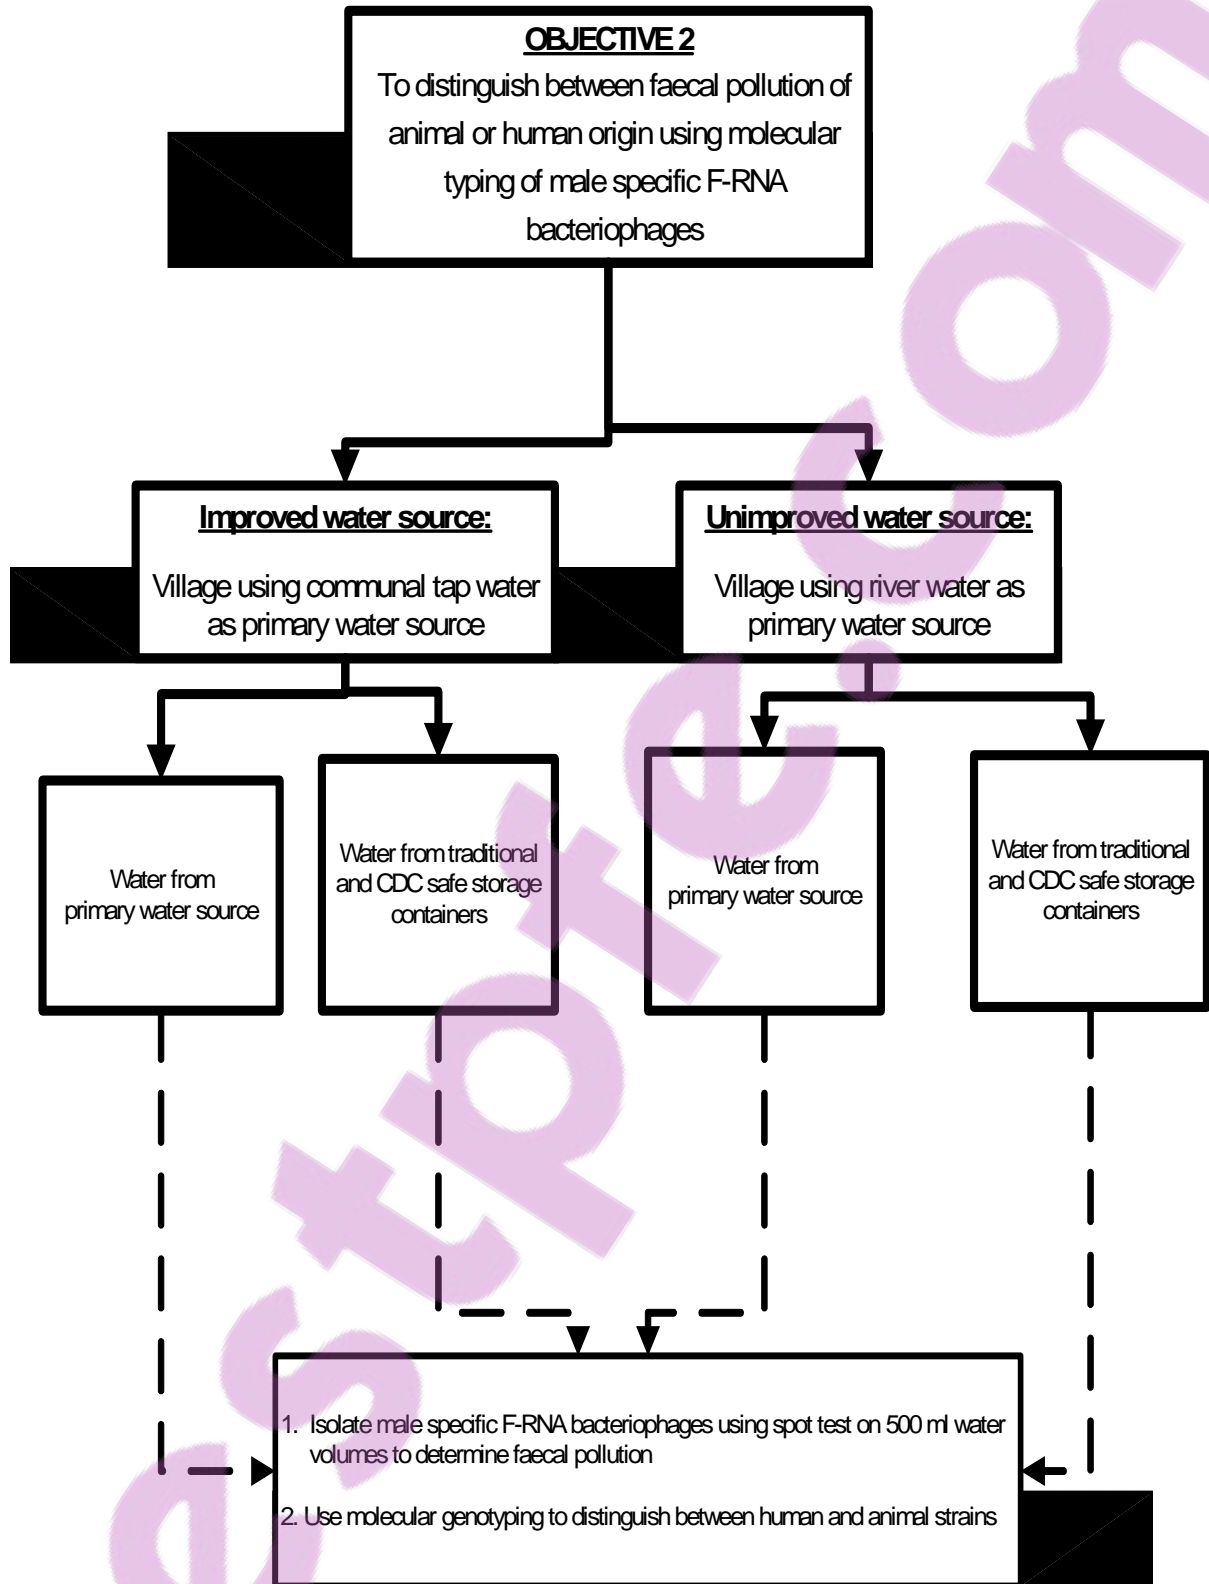 OBJECTIVE 2
To distinguish between faecal pollution of
animal or human origin using molecular
typing of male specific F-RNA
bacteriophages
Improved water source:
Village using communal tap water
as primary water source
Unimproved water source:
Village using river water as
primary water source
Water from
primary water source
Water from traditional
and CDC safe storage
containers
Water from
primary water source
Water from traditional
and CDC safe storage
containers
1. Isolate male specific F-RNA bacteriophages using spot test on 500 ml water
volumes to determine faecal pollution
2. Use molecular genotyping to distinguish between human and animal strains
estpfe.com